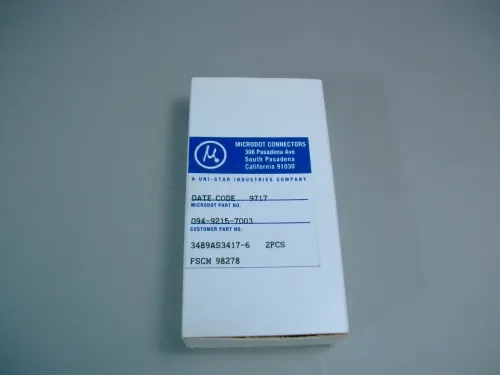 μ
MICRODOT CONNECTORS
306 Pasadena Ave
South Pasadena
California 91030
A UNI-STAR INDUSTRIES COMPANY
DATE CODE 9717
MICRODOT PART NO.
094-9215-7003
CUSTOMER PART NO.
3489AS3417-6 2PCS
FSCM 98278